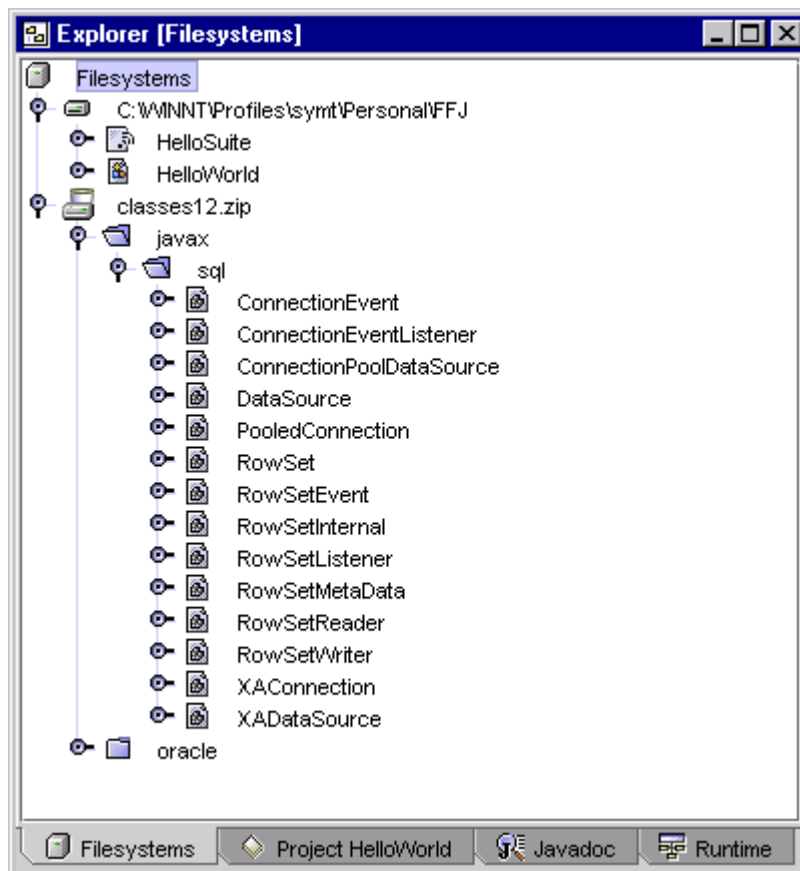 Explorer [Filesystems]
Filesystems
C:\WINNT\Profiles\symt\Personal\FFJ
HelloSuite
HelloWorld
classes12.zip
javax
sql
ConnectionEvent
ConnectionEventListener
ConnectionPoolDataSource
DataSource
PooledConnection
RowSet
RowSetEvent
RowSetInternal
RowSetListener
RowSetMetaData
RowSetReader
RowSetWriter
XAConnection
XADataSource
oracle
Filesystems Project HelloWorld Javadoc Runtime